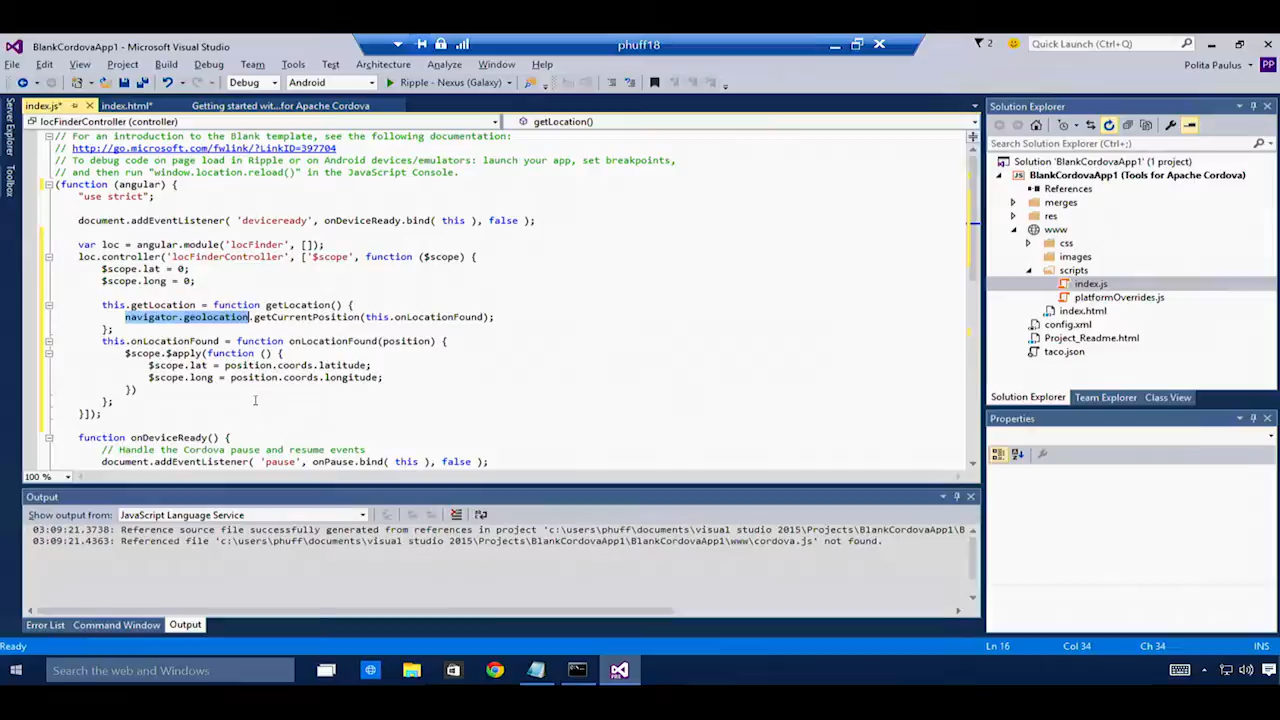 BlankCordovaApp1 - Microsoft Visual Studio
phuff18
2
Quick Launch (Ctrl+Q)
File Edit View Project Build Debug Team Tools Test Architecture Analyze Window Help
Polita Paulus PP
Debug Android Ripple - Nexus (Galaxy)
Server Explorer
Toolbox
index.js* index.html* Getting started wit...for Apache Cordova
locFinderController (controller) getLocation()
// For an introduction to the Blank template, see the following documentation:
// http://go.microsoft.com/fwlink/?LinkID=397704
// To debug code on page load in Ripple or on Android devices/emulators: launch your app, set breakpoints,
// and then run "window.location.reload()" in the JavaScript Console.
(function (angular) {
"use strict";
document.addEventListener( 'deviceready', onDeviceReady.bind( this ), false );
var loc = angular.module('locFinder', []);
loc.controller('locFinderController', ['$scope', function ($scope) {
$scope.lat = 0;
$scope.long = 0;
this.getLocation = function getLocation() {
navigator.geolocation.getCurrentPosition(this.onLocationFound);
};
this.onLocationFound = function onLocationFound(position) {
$scope.$apply(function () {
$scope.lat = position.coords.latitude;
$scope.long = position.coords.longitude;
})
};
}]);
function onDeviceReady() {
// Handle the Cordova pause and resume events
document.addEventListener( 'pause', onPause.bind( this ), false );
100 %
Output
Show output from: JavaScript Language Service
03:09:21.3738: Reference source file successfully generated from references in project 'c:\users\phuff\documents\visual studio 2015\Projects\BlankCordovaApp1\B
03:09:21.4363: Referenced file 'c:\users\phuff\documents\visual studio 2015\Projects\BlankCordovaApp1\BlankCordovaApp1\www\cordova.js' not found.
Error List Command Window Output
Solution Explorer
Search Solution Explorer (Ctrl+;)
Solution 'BlankCordovaApp1' (1 project)
BlankCordovaApp1 (Tools for Apache Cordova)
References
merges
res
www
css
images
scripts
index.js
platformOverrides.js
index.html
config.xml
Project_Readme.html
taco.json
Solution Explorer Team Explorer Class View
Properties
Ready Ln 16 Col 34 Ch 34 INS
Search the web and Windows